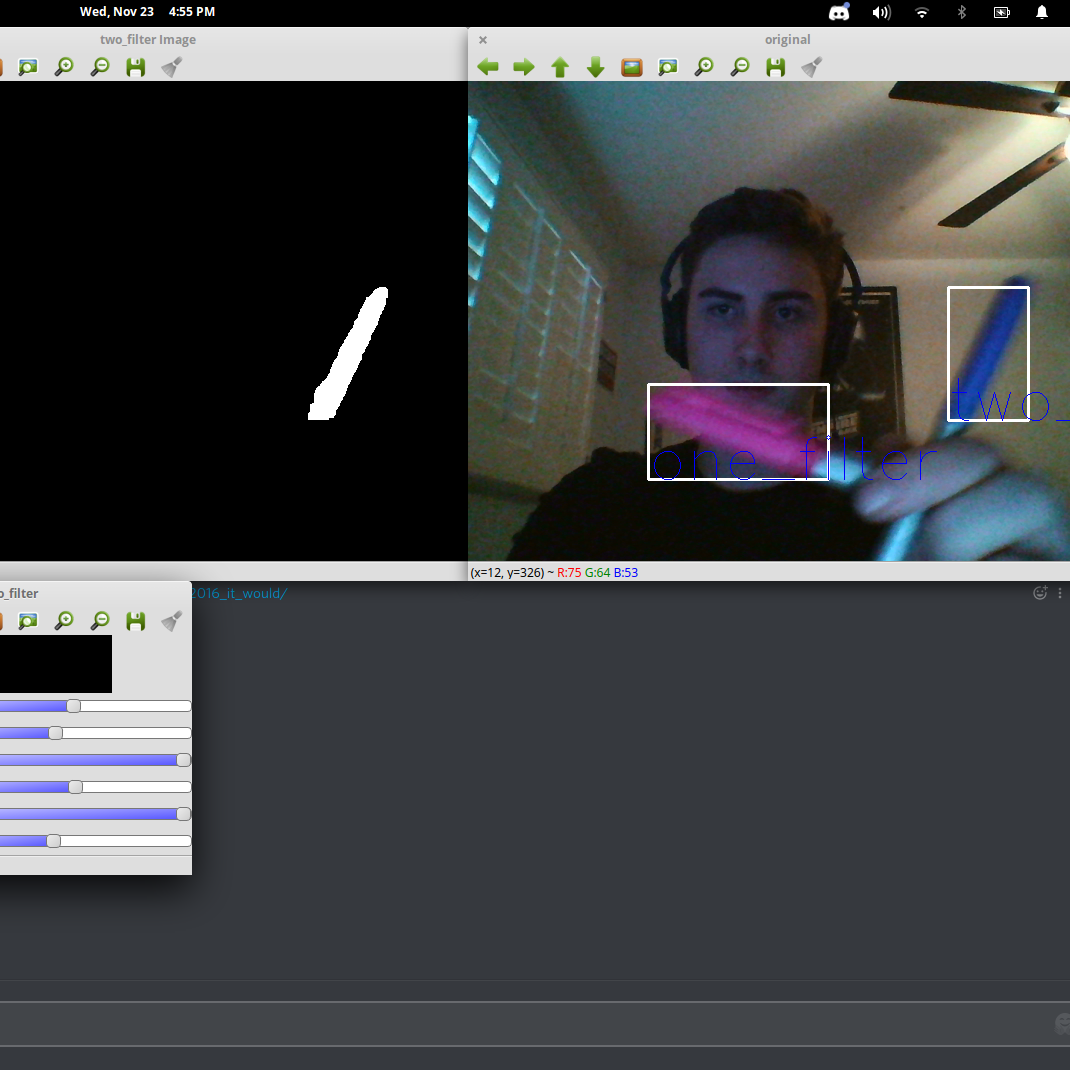 Wed, Nov 23 4:55 PM
two_filter Image
original
two_
one_filter
(x=12, y=326) ~ R:75 G:64 B:53
o_filter
2016_it_would/